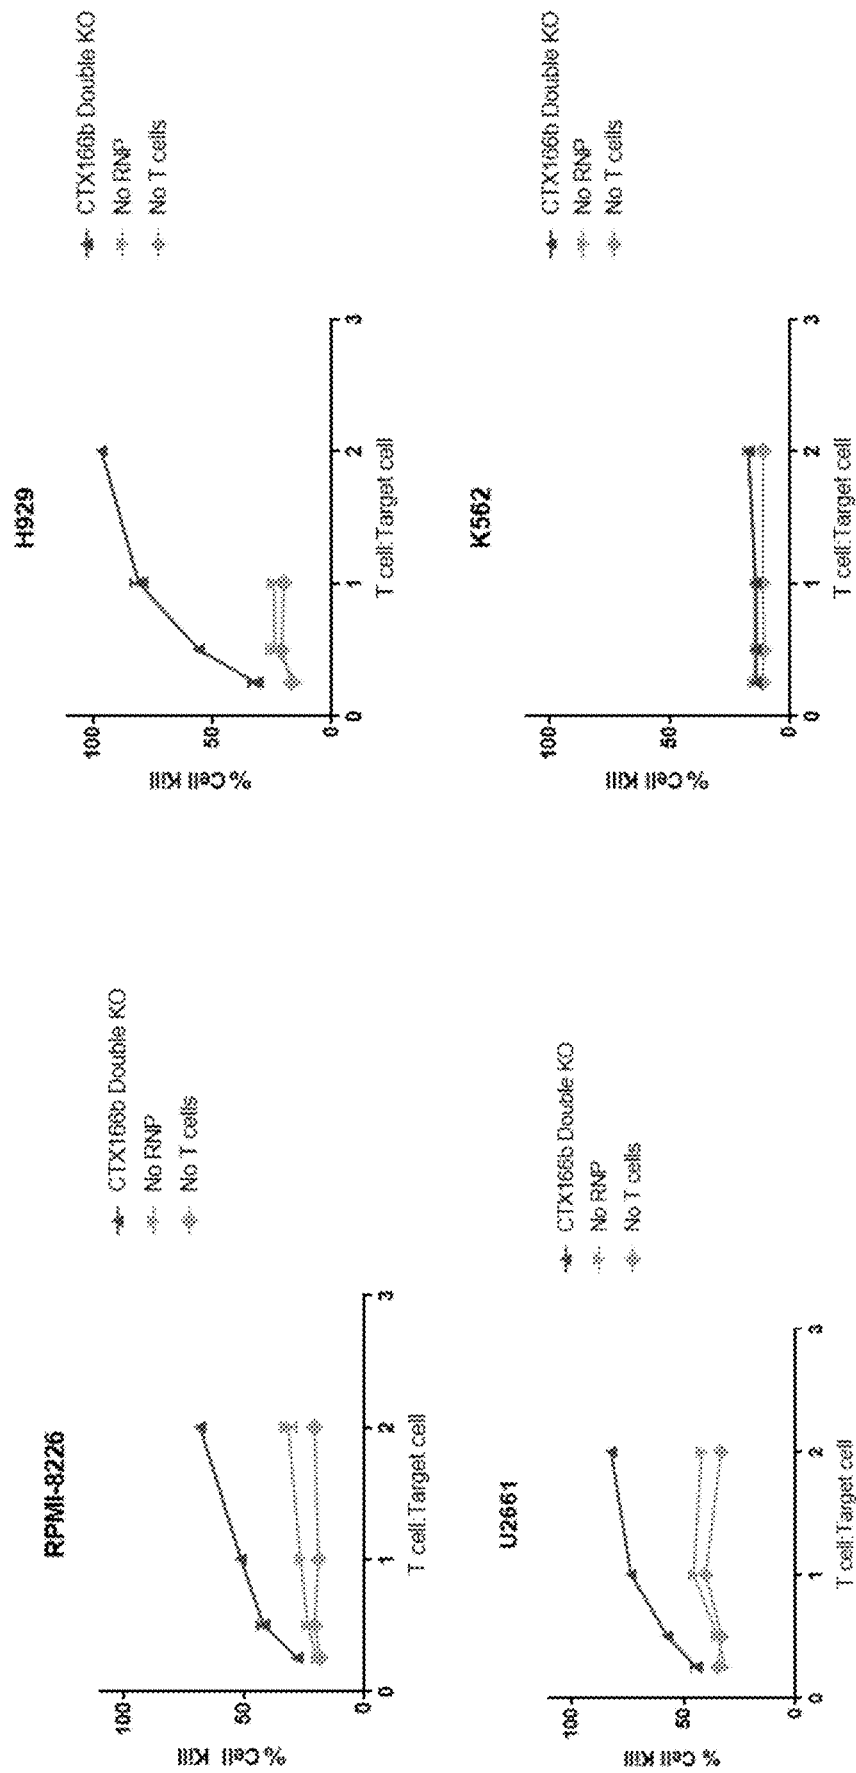 RPMI-8226
100
50
0
% Cell Kill
0
1
2
3
T cell:Target cell
CTX166b Double KO
No RNP
No T cells
H929
100
50
0
% Cell Kill
0
1
2
3
T cell:Target cell
CTX166b Double KO
No RNP
No T cells
U2661
100
50
0
% Cell Kill
0
1
2
3
T cell:Target cell
CTX166b Double KO
No RNP
No T cells
K562
100
50
0
% Cell Kill
0
1
2
3
T cell:Target cell
CTX166b Double KO
No RNP
No T cells